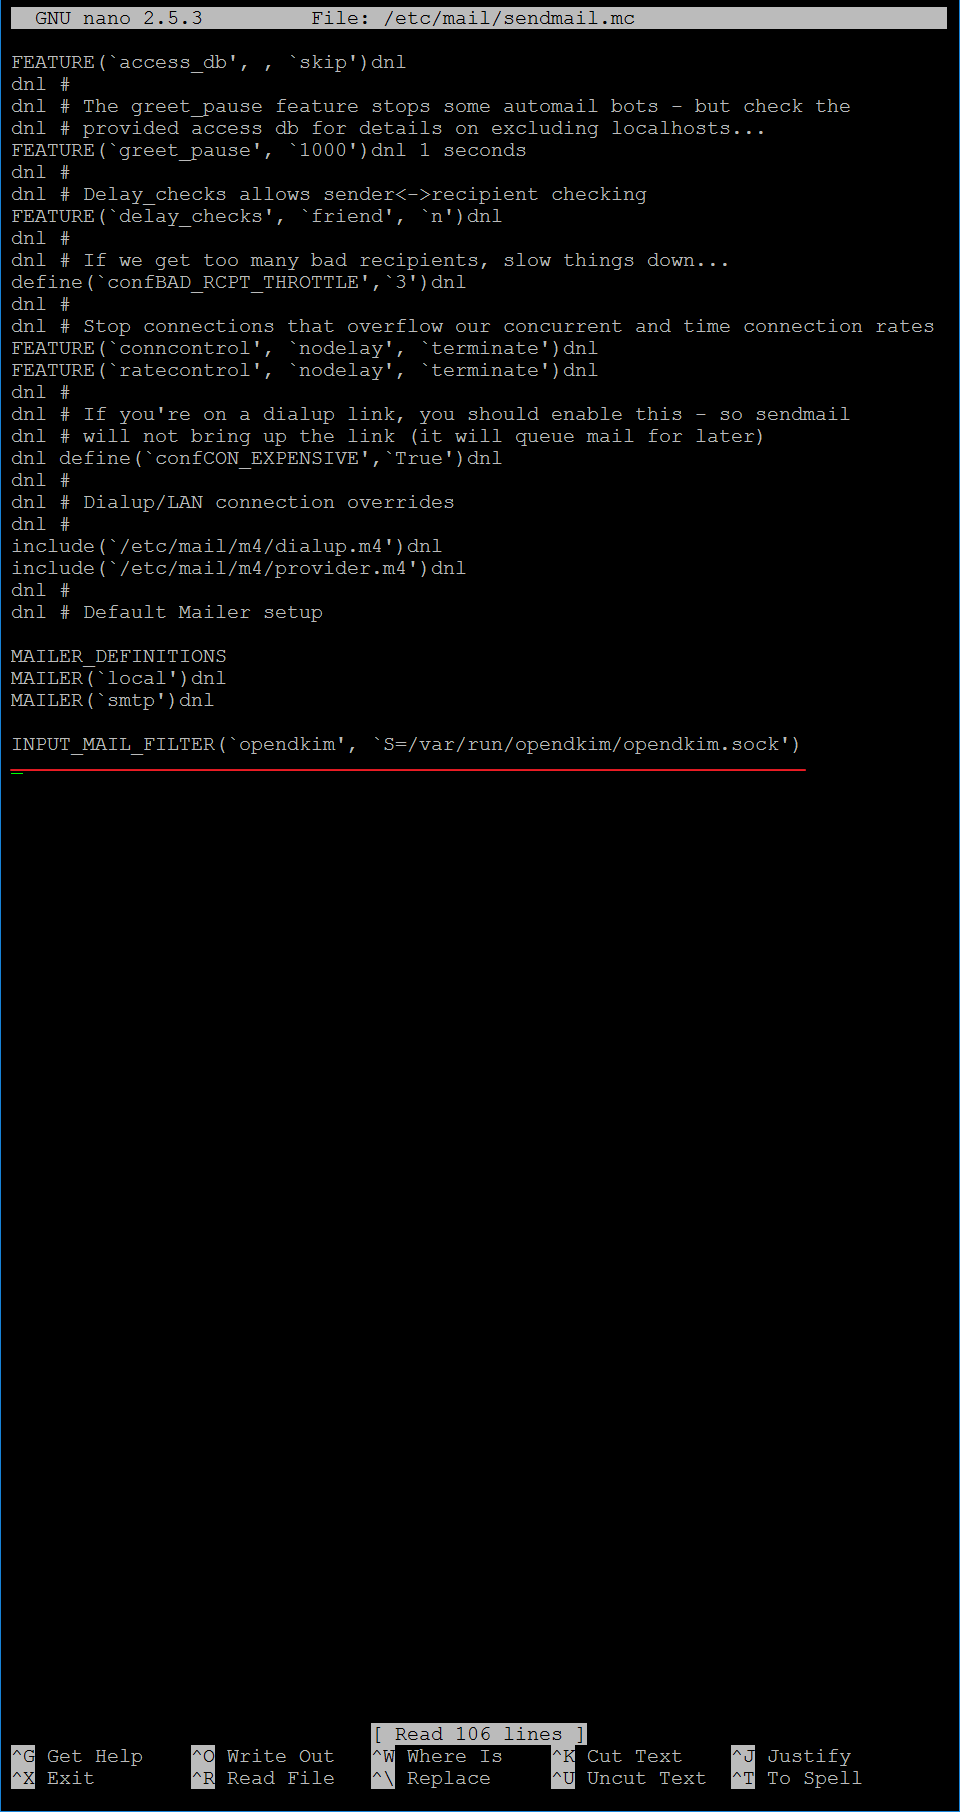 GNU nano 2.5.3 File: /etc/mail/sendmail.mc
FEATURE(`access_db', , `skip')dnl
dnl #
dnl # The greet_pause feature stops some automail bots - but check the
dnl # provided access db for details on excluding localhosts...
FEATURE(`greet_pause', `1000')dnl 1 seconds
dnl #
dnl # Delay_checks allows sender<->recipient checking
FEATURE(`delay_checks', `friend', `n')dnl
dnl #
dnl # If we get too many bad recipients, slow things down...
define(`confBAD_RCPT_THROTTLE',`3')dnl
dnl #
dnl # Stop connections that overflow our concurrent and time connection rates
FEATURE(`conncontrol', `nodelay', `terminate')dnl
FEATURE(`ratecontrol', `nodelay', `terminate')dnl
dnl #
dnl # If you're on a dialup link, you should enable this - so sendmail
dnl # will not bring up the link (it will queue mail for later)
dnl define(`confCON_EXPENSIVE',`True')dnl
dnl #
dnl # Dialup/LAN connection overrides
dnl #
include(`/etc/mail/m4/dialup.m4')dnl
include(`/etc/mail/m4/provider.m4')dnl
dnl #
dnl # Default Mailer setup
MAILER_DEFINITIONS
MAILER(`local')dnl
MAILER(`smtp')dnl
INPUT_MAIL_FILTER(`opendkim', `S=/var/run/opendkim/opendkim.sock')
[ Read 106 lines ]
^G Get Help ^O Write Out ^W Where Is ^K Cut Text ^J Justify
^X Exit ^R Read File ^\ Replace ^U Uncut Text ^T To Spell